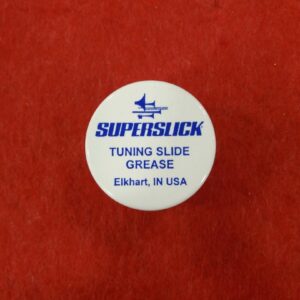 SUPERSLICK
TUNING SLIDE
GREASE
Elkhart, IN USA